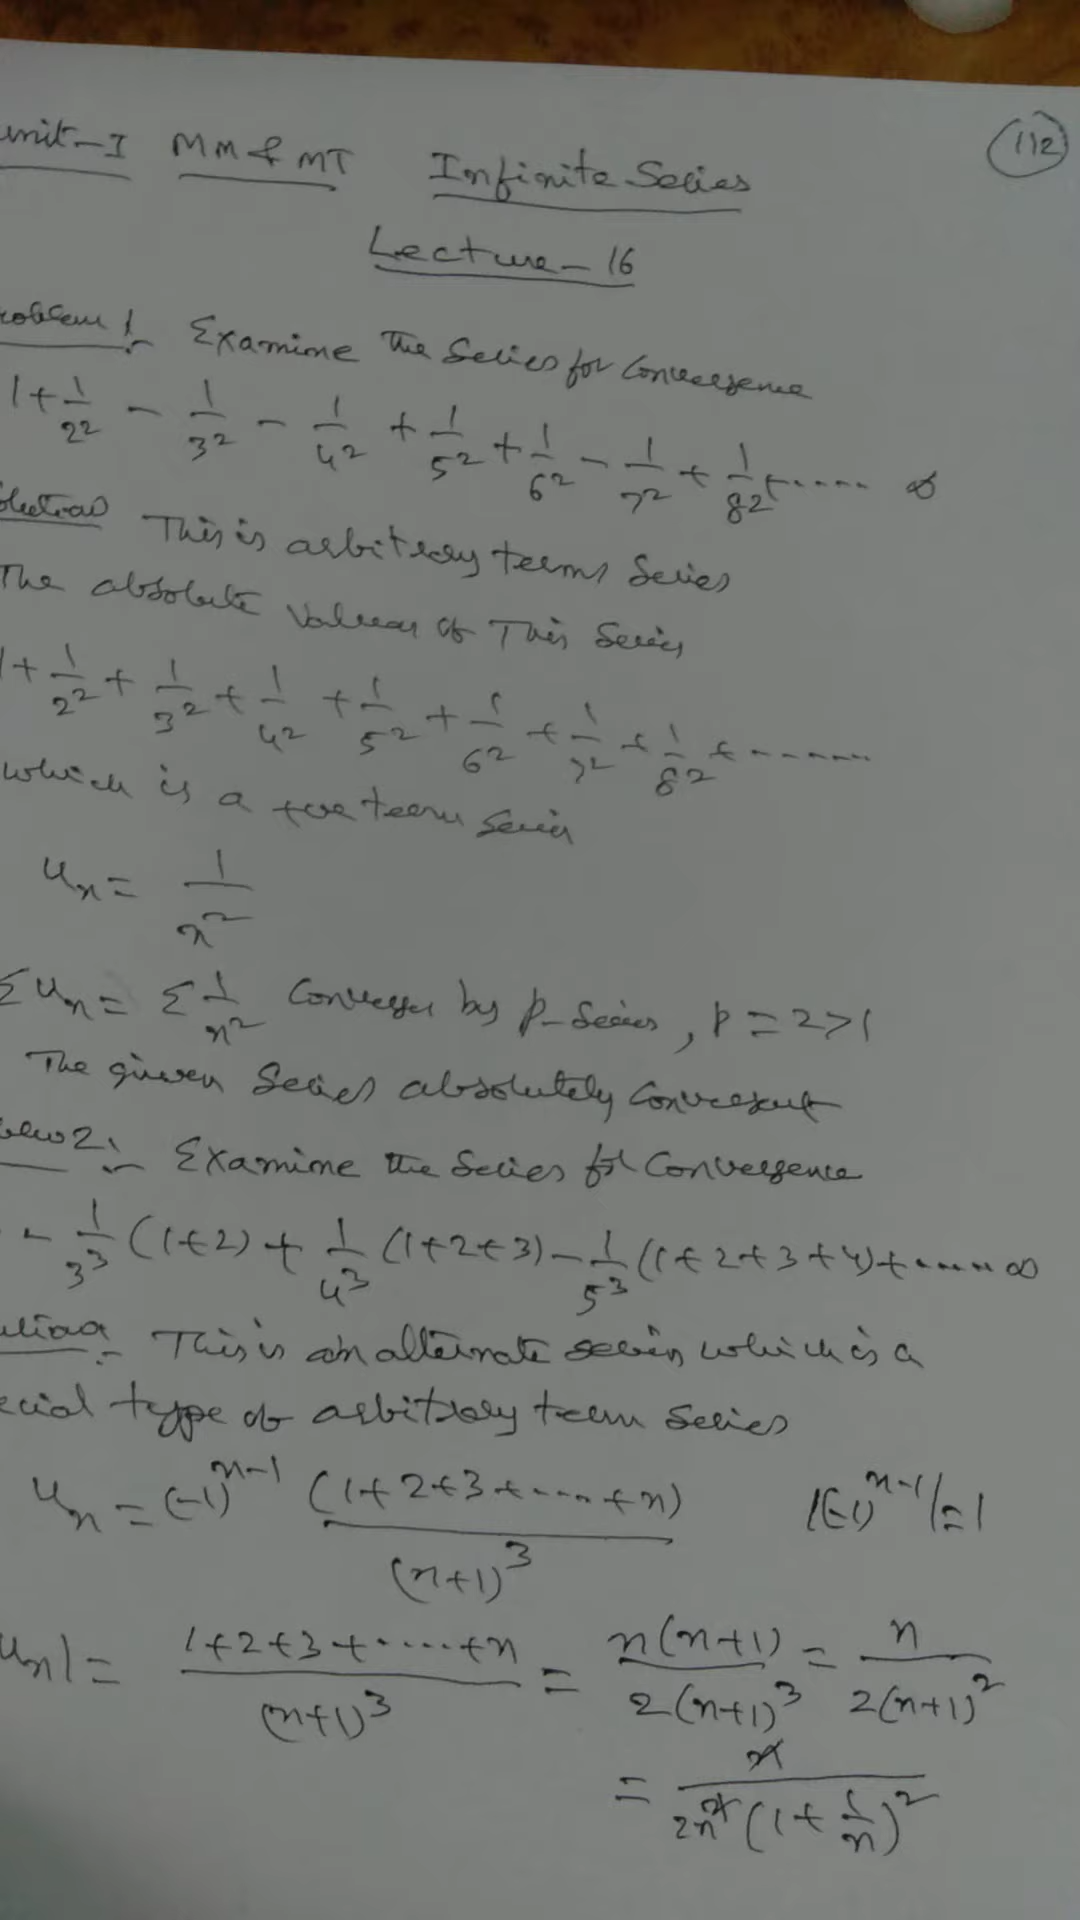 unit-I MM & MT Infinite Series
112
Lecture-16
roblem 1:- Examine the Series for Convergence
1 + 1/2² - 1/3² - 1/4² + 1/5² + 1/6² - 1/7² + 1/8² + ..... ∞
olution This is arbitrary terms Series
The absolute Values of This Series
1 + 1/2² + 1/3² + 1/4² + 1/5² + 1/6² + 1/7² + 1/8² + ......
which is a +ve term Series
uₙ = 1/n²
Σuₙ = Σ 1/n² Converges by p-Series, p = 2 > 1
The given Series absolutely Convergent
blem 2:- Examine the Series for Convergence
- 1/3³ (1+2) + 1/4³ (1+2+3) - 1/5³ (1+2+3+4) + ..... ∞
lution:- This is an alternate series which is a
ecial type of arbitrary term Series
uₙ = (-1)ⁿ⁻¹ (1+2+3+....+n)/(n+1)³ |(-1)ⁿ⁻¹| = 1
uₙ| = 1+2+3+.....+n/(n+1)³ = n(n+1)/2(n+1)³ = n/2(n+1)²
= n/2n²(1+1/n)²